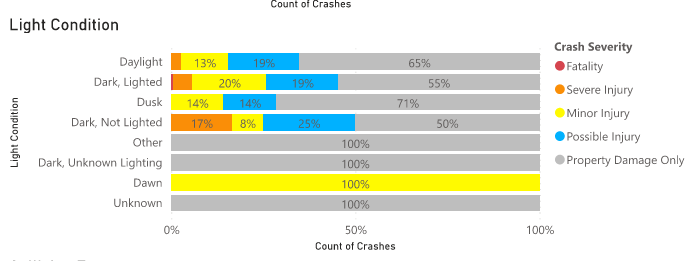 Count of Crashes
Light Condition
Crash Severity
Fatality
Severe Injury
Minor Injury
Possible Injury
Property Damage Only
Light Condition
Daylight 13% 19% 65%
Dark, Lighted 20% 19% 55%
Dusk 14% 14% 71%
Dark, Not Lighted 17% 8% 25% 50%
Other 100%
Dark, Unknown Lighting 100%
Dawn 100%
Unknown 100%
0% 50% 100%
Count of Crashes